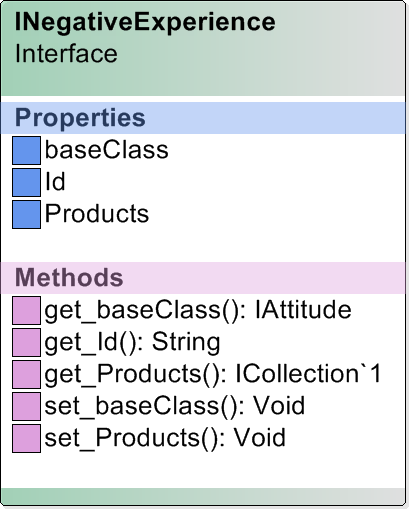 INegativeExperience
Interface
Properties
baseClass
Id
Products
Methods
get_baseClass(): IAttitude
get_Id(): String
get_Products(): ICollection`1
set_baseClass(): Void
set_Products(): Void